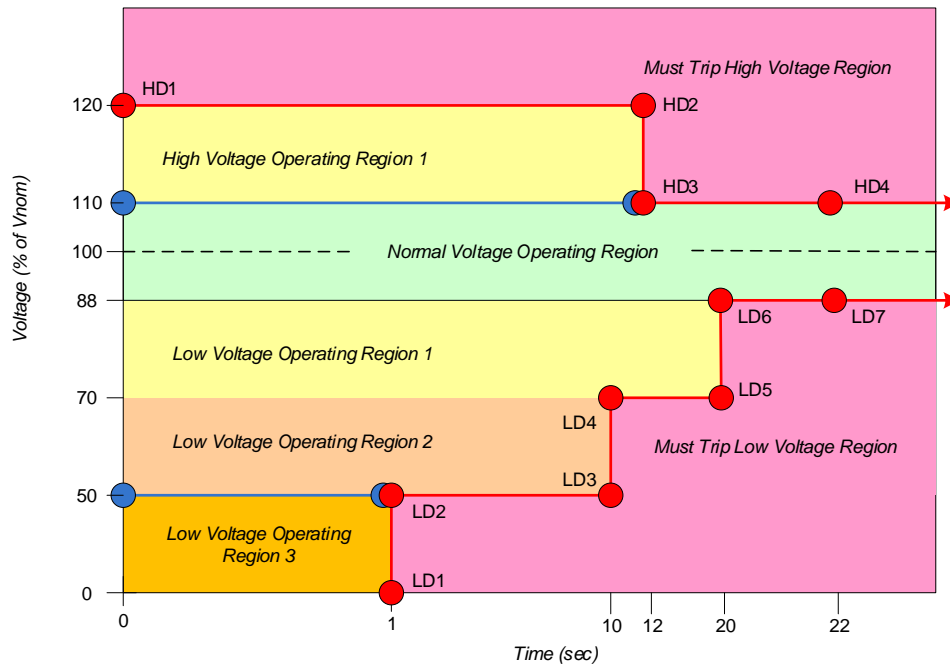 Must Trip High Voltage Region
HD1
HD2
120
High Voltage Operating Region 1
HD3
HD4
110
100
Normal Voltage Operating Region
88
LD6
LD7
Low Voltage Operating Region 1
70
LD5
LD4
Low Voltage Operating Region 2
Must Trip Low Voltage Region
LD3
50
LD2
Low Voltage Operating
Region 3
LD1
0
0
1
10
12
20
22
Time (sec)
Voltage (% of Vnom)